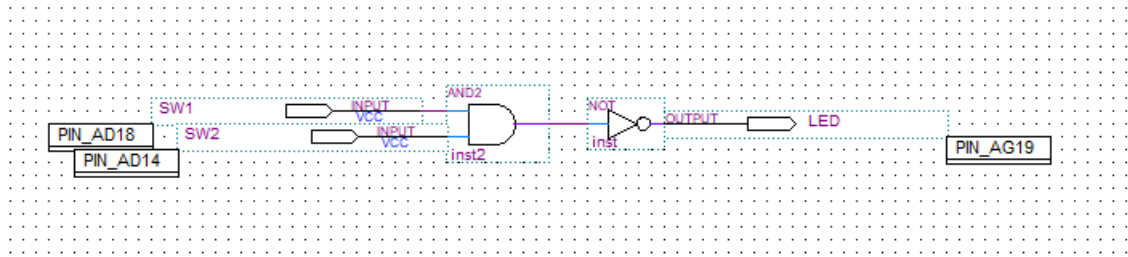 AND2
SW1
INPUT
VCC
NOT
OUTPUT
LED
PIN_AD18
SW2
INPUT
VCC
inst2
inst
PIN_AD14
PIN_AG19